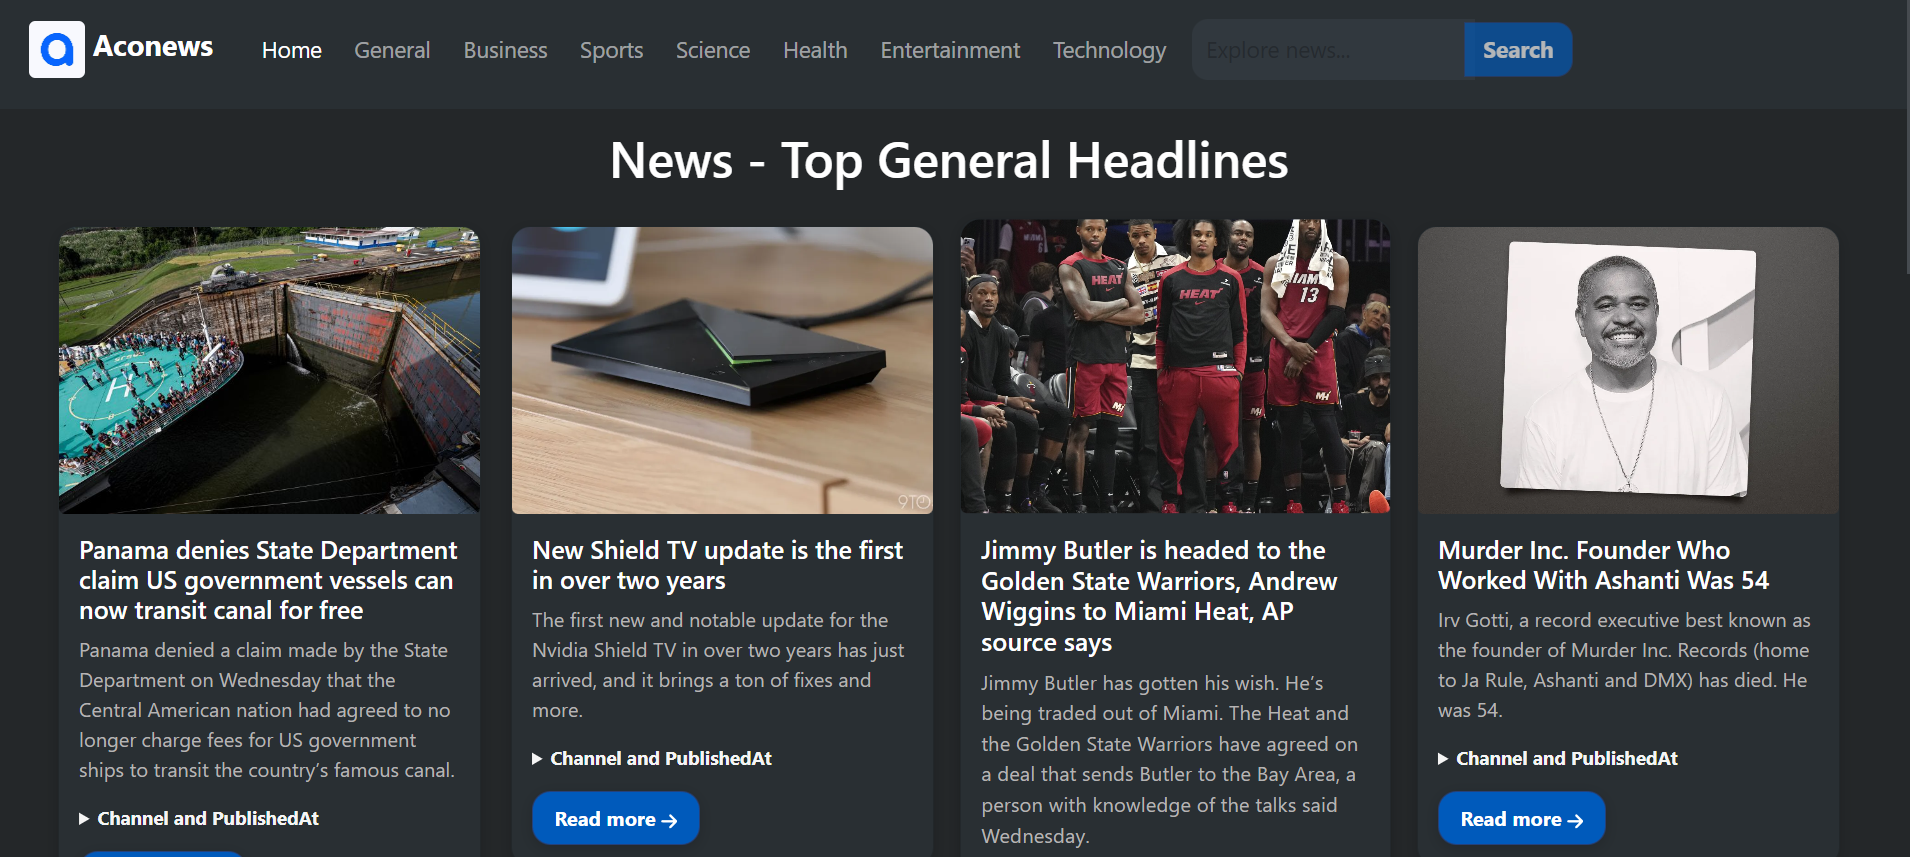 Aconews
Home General Business Sports Science Health Entertainment Technology
Explore news...
Search
News - Top General Headlines
Panama denies State Department
claim US government vessels can
now transit canal for free
Panama denied a claim made by the State
Department on Wednesday that the
Central American nation had agreed to no
longer charge fees for US government
ships to transit the country’s famous canal.
Channel and PublishedAt
9TO
New Shield TV update is the first
in over two years
The first new and notable update for the
Nvidia Shield TV in over two years has just
arrived, and it brings a ton of fixes and
more.
Channel and PublishedAt
Read more →
HEAT
HEAT
MIAMI
13
Jimmy Butler is headed to the
Golden State Warriors, Andrew
Wiggins to Miami Heat, AP
source says
Jimmy Butler has gotten his wish. He’s
being traded out of Miami. The Heat and
the Golden State Warriors have agreed on
a deal that sends Butler to the Bay Area, a
person with knowledge of the talks said
Wednesday.
Murder Inc. Founder Who
Worked With Ashanti Was 54
Irv Gotti, a record executive best known as
the founder of Murder Inc. Records (home
to Ja Rule, Ashanti and DMX) has died. He
was 54.
Channel and PublishedAt
Read more →